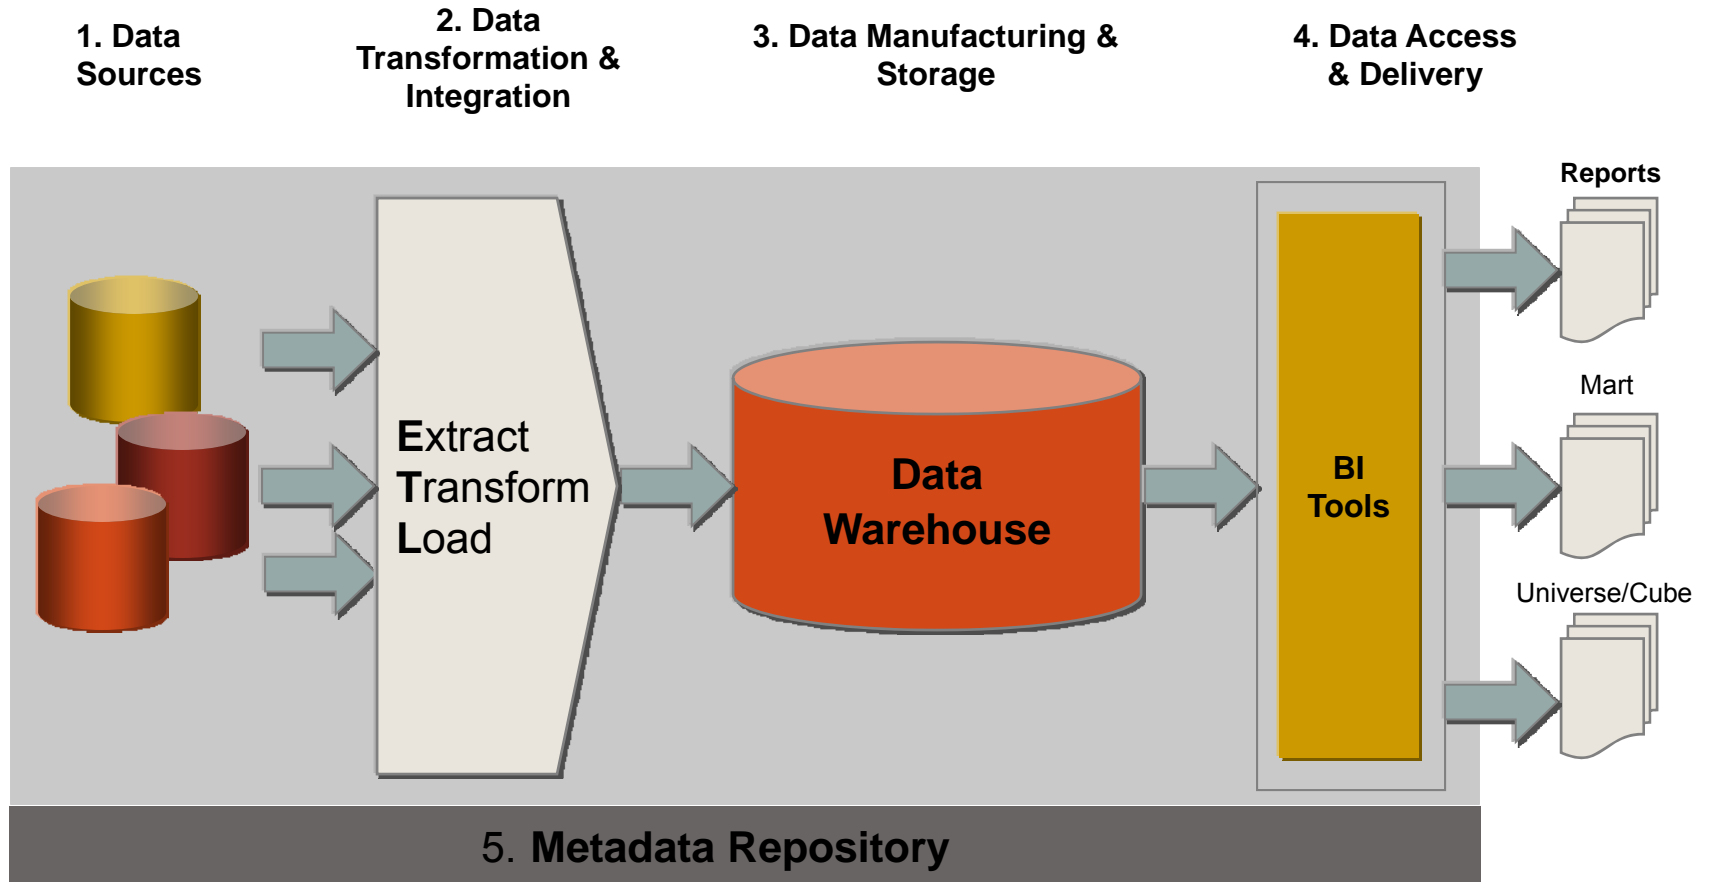 1. Data
Sources
2. Data
Transformation &
Integration
3. Data Manufacturing &
Storage
4. Data Access
& Delivery
Reports
Extract
Transform
Load
Data
Warehouse
BI
Tools
Mart
Universe/Cube
5. Metadata Repository